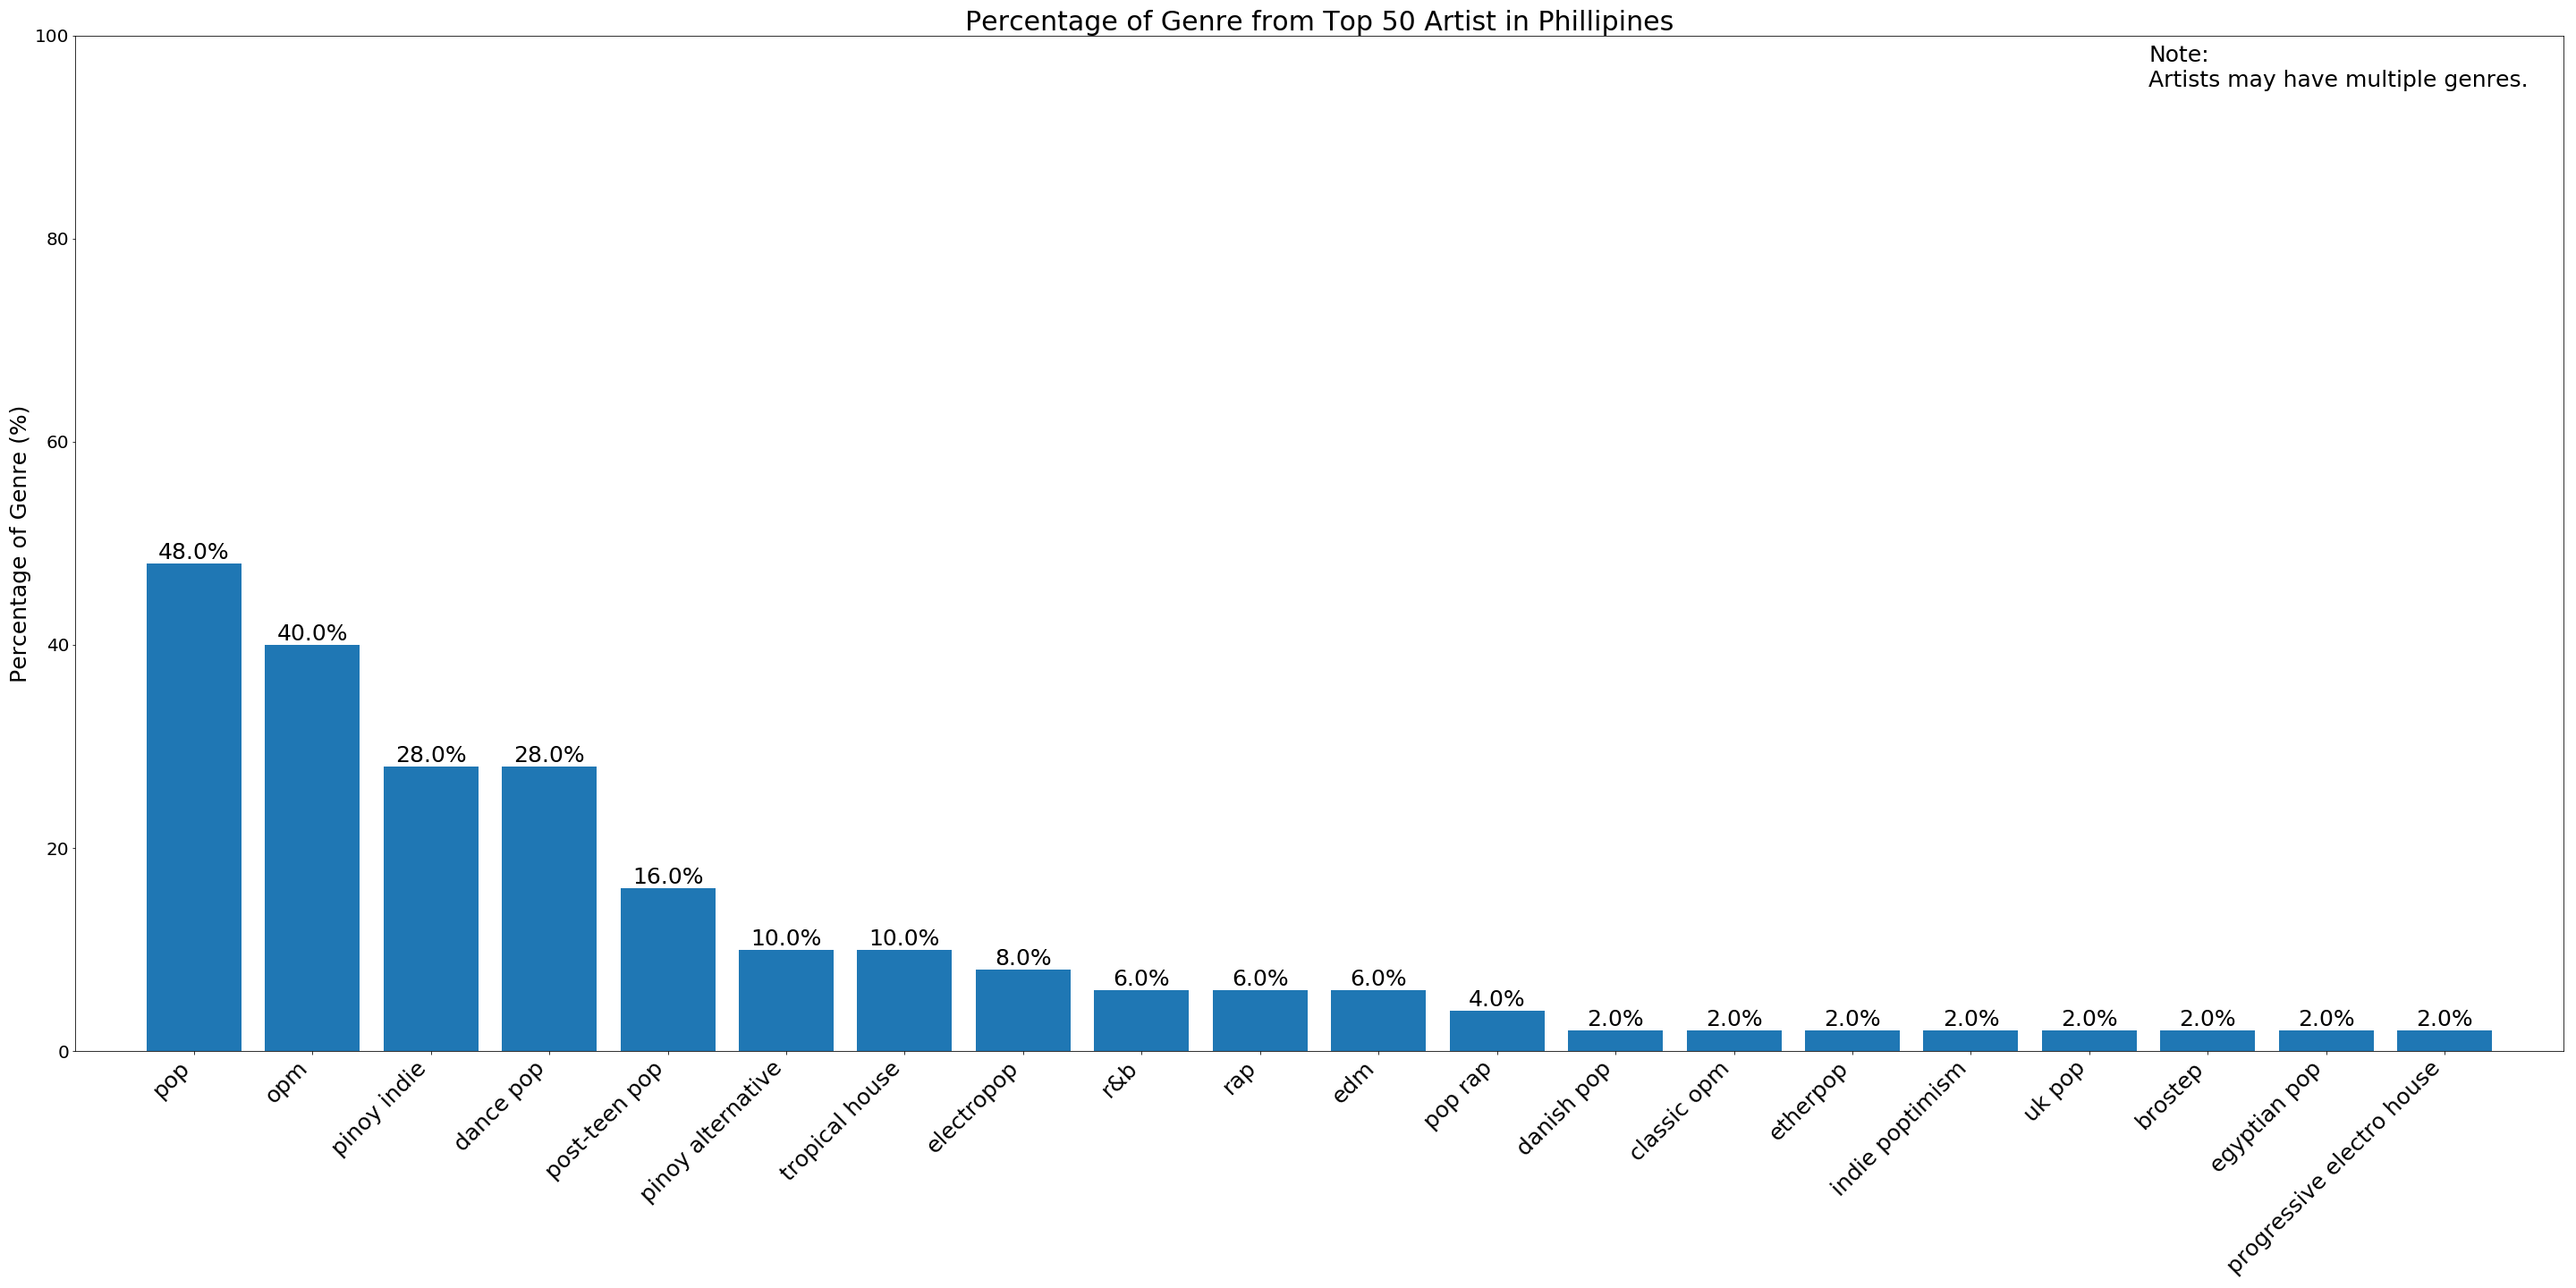 Percentage of Genre from Top 50 Artist in Phillipines
Note:
Artists may have multiple genres.
Percentage of Genre (%)
100
80
60
40
20
0
48.0%
40.0%
28.0%
28.0%
16.0%
10.0%
10.0%
8.0%
6.0%
6.0%
6.0%
4.0%
2.0%
2.0%
2.0%
2.0%
2.0%
2.0%
2.0%
2.0%
pop
opm
pinoy indie
dance pop
post-teen pop
pinoy alternative
tropical house
electropop
r&b
rap
edm
pop rap
danish pop
classic opm
etherpop
indie poptimism
uk pop
brostep
egyptian pop
progressive electro house